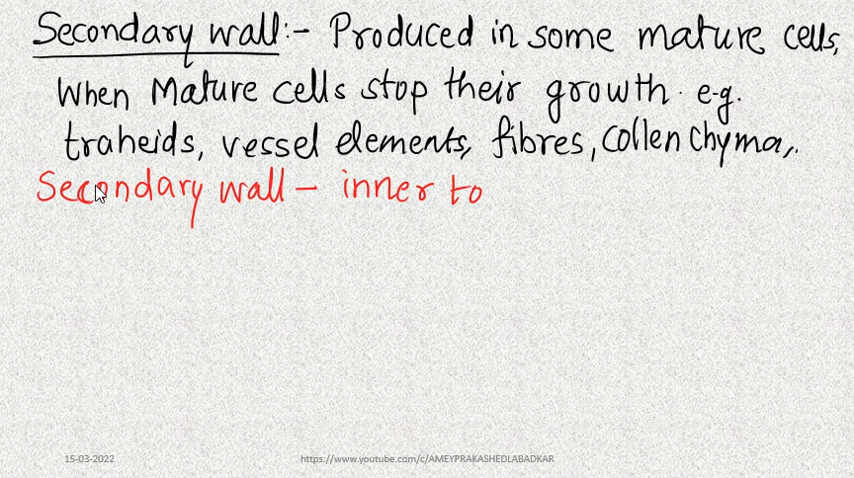 Secondary wall:- Produced in some mature cells,
When Mature cells stop their growth. e.g.
traheids, vessel elements, fibres, Collenchyma,.
Secondary wall - inner to
15-03-2022
https://www.youtube.com/c/AMEYPRAKASHEDLABADKAR